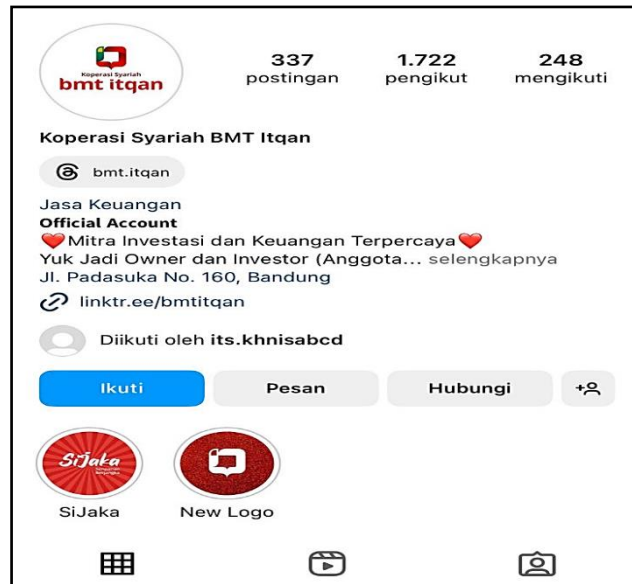 Koperasi Syariah
bmt itqan
337 1.722 248
postingan pengikut mengikuti
Koperasi Syariah BMT Itqan
bmt.itqan
Jasa Keuangan
Official Account
❤️Mitra Investasi dan Keuangan Terpercaya❤️
Yuk Jadi Owner dan Investor (Anggota... selengkapnya
Jl. Padasuka No. 160, Bandung
linktr.ee/bmtitqan
Diikuti oleh its.khnisabcd
Ikuti Pesan Hubungi
SiJaka
SiJaka New Logo